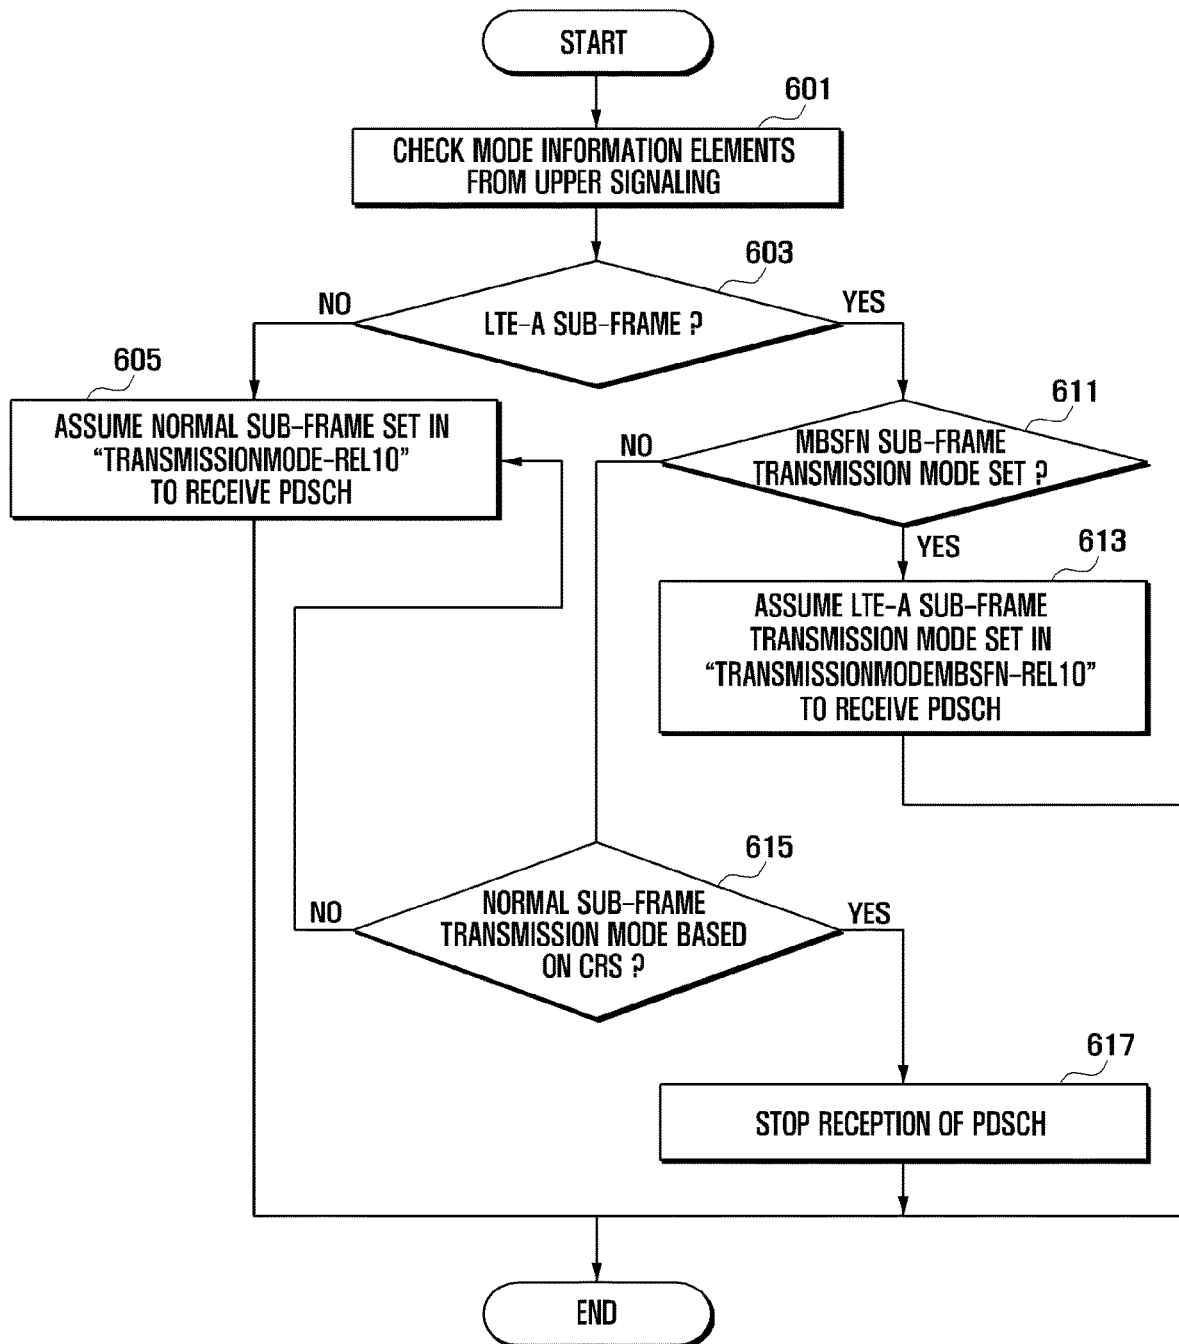 START
601
CHECK MODE INFORMATION ELEMENTS
FROM UPPER SIGNALING
603
NO
YES
LTE-A SUB-FRAME ?
605
ASSUME NORMAL SUB-FRAME SET IN
“TRANSMISSIONMODE-REL10”
TO RECEIVE PDSCH
611
NO
MBSFN SUB-FRAME
TRANSMISSION MODE SET ?
YES
613
ASSUME LTE-A SUB-FRAME
TRANSMISSION MODE SET IN
“TRANSMISSIONMODEMBSFN-REL10”
TO RECEIVE PDSCH
615
NO
YES
NORMAL SUB-FRAME
TRANSMISSION MODE BASED
ON CRS ?
617
STOP RECEPTION OF PDSCH
END